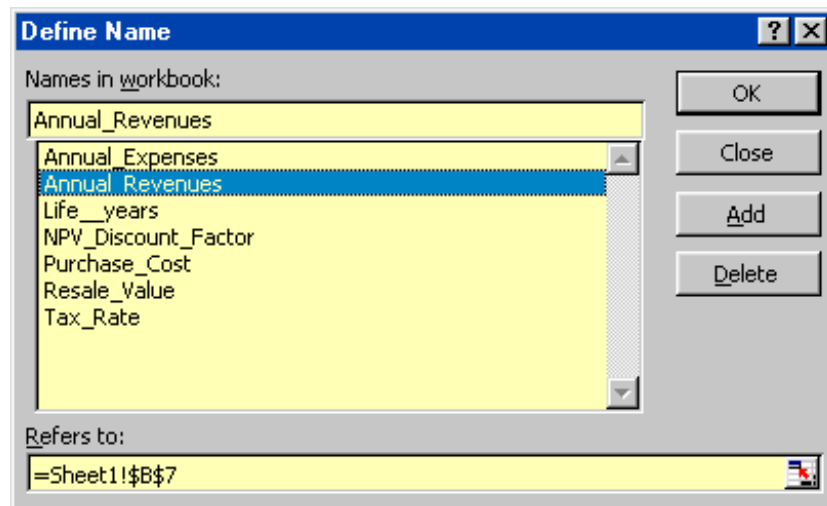 Define Name
Names in workbook:
Annual_Revenues
Annual_Expenses
Annual_Revenues
Life__years
NPV_Discount_Factor
Purchase_Cost
Resale_Value
Tax_Rate
OK
Close
Add
Delete
Refers to:
=Sheet1!$B$7